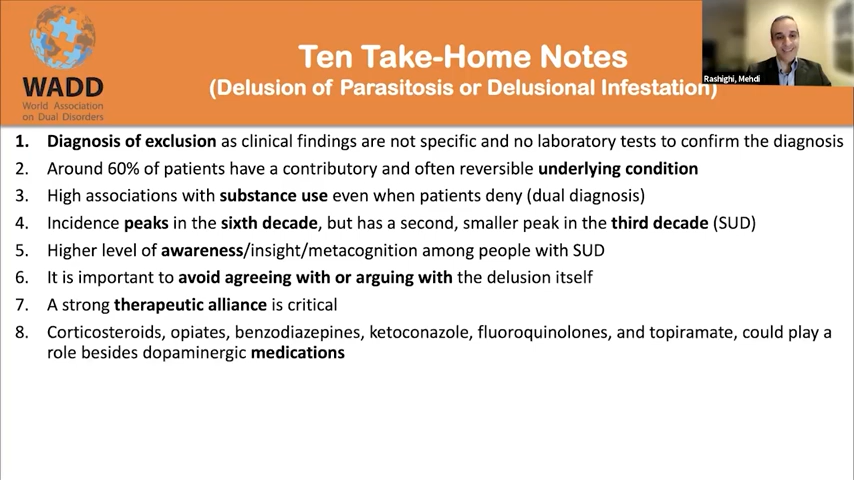 WADD
World Association
on Dual Disorders
Ten Take-Home Notes
(Delusion of Parasitosis or Delusional Infestation)
Rashighi, Mehdi
1. Diagnosis of exclusion as clinical findings are not specific and no laboratory tests to confirm the diagnosis
2. Around 60% of patients have a contributory and often reversible underlying condition
3. High associations with substance use even when patients deny (dual diagnosis)
4. Incidence peaks in the sixth decade, but has a second, smaller peak in the third decade (SUD)
5. Higher level of awareness/insight/metacognition among people with SUD
6. It is important to avoid agreeing with or arguing with the delusion itself
7. A strong therapeutic alliance is critical
8. Corticosteroids, opiates, benzodiazepines, ketoconazole, fluoroquinolones, and topiramate, could play a
role besides dopaminergic medications